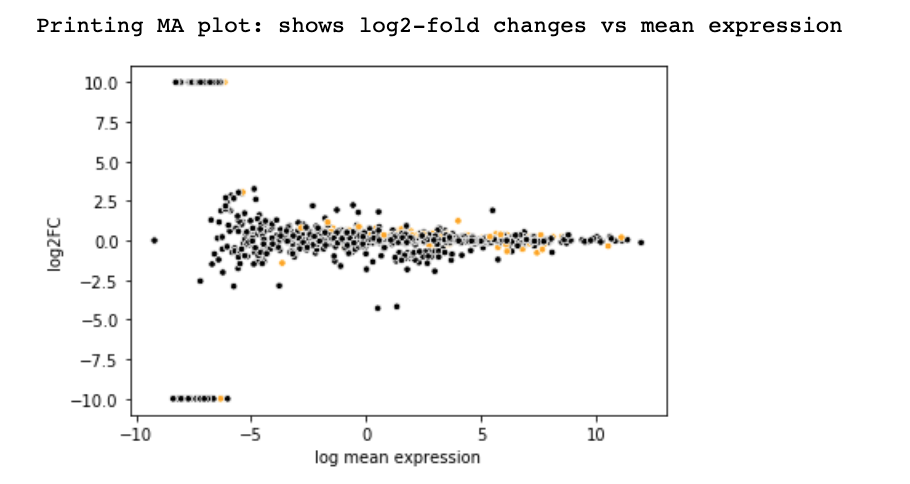 Printing MA plot: shows log2-fold changes vs mean expression
10.0
7.5
5.0
2.5
0.0
−2.5
−5.0
−7.5
−10.0
log2FC
−10 −5 0 5 10
log mean expression